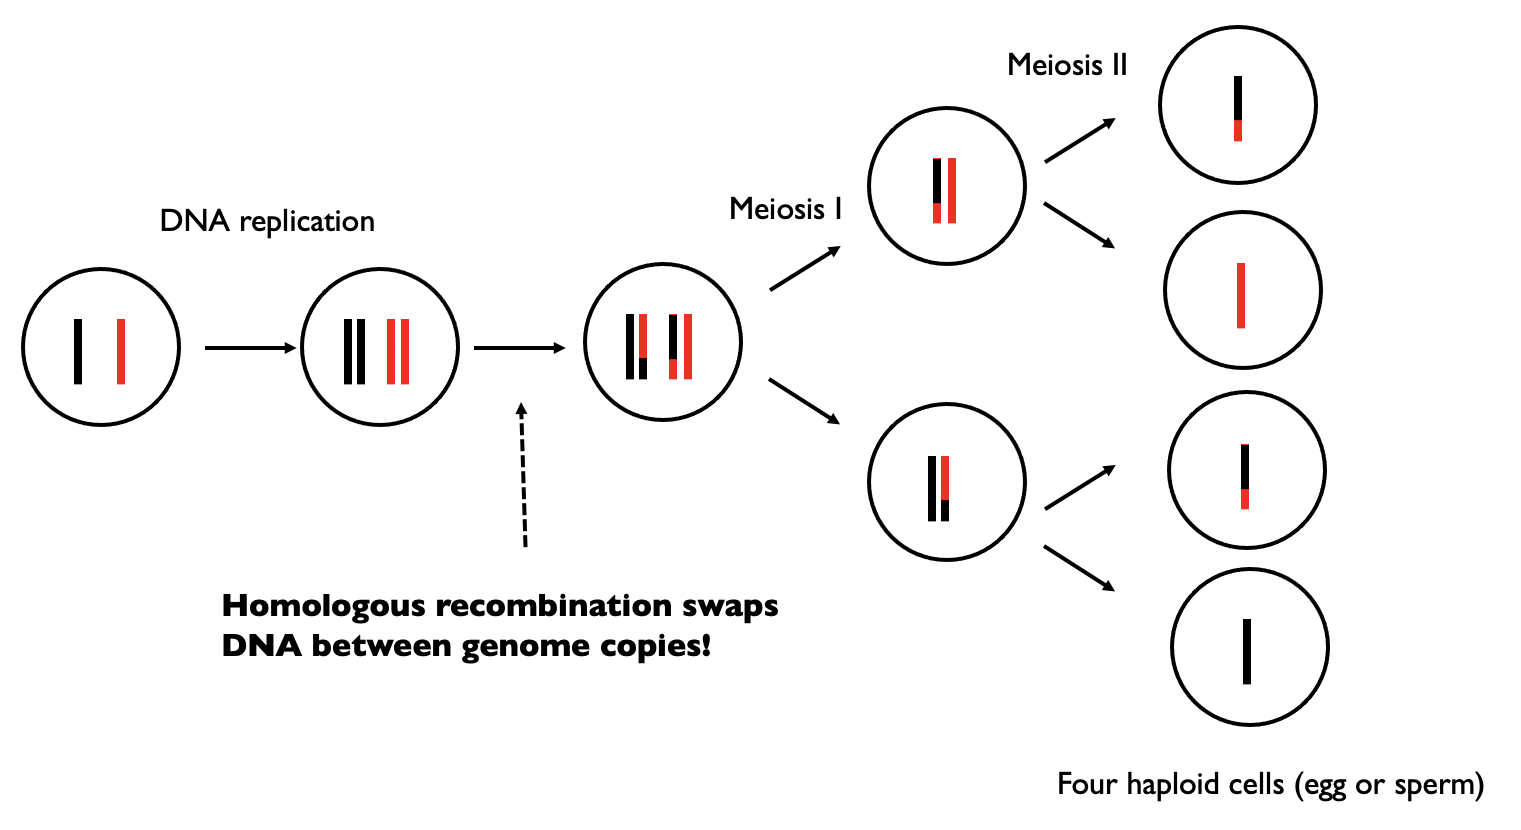 DNA replication
Homologous recombination swaps
DNA between genome copies!
Meiosis I
Meiosis II
Four haploid cells (egg or sperm)